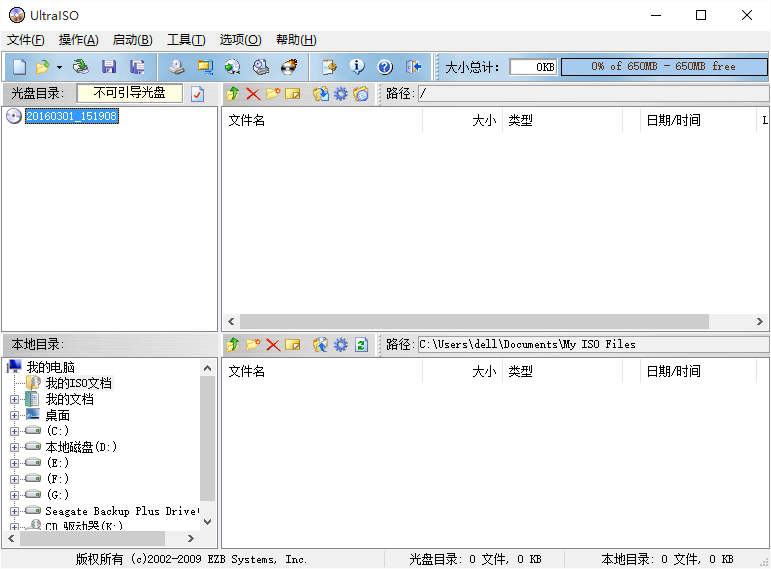 UltraISO
文件(F) 操作(A) 启动(B) 工具(T) 选项(O) 帮助(H)
大小总计: 0KB 0% of 650MB - 650MB free
光盘目录: 不可引导光盘 路径: /
20160301_151908
文件名 大小 类型 日期/时间 L
本地目录: 路径: C:\Users\dell\Documents\My ISO Files
文件名 大小 类型 日期/时间
我的电脑
我的ISO文档
我的文档
桌面
(C:)
本地磁盘(D:)
(E:)
(F:)
(G:)
Seagate Backup Plus Drive
CD 驱动器(K:)
版权所有 (c)2002-2009 EZB Systems, Inc. 光盘目录: 0 文件, 0 KB 本地目录: 0 文件, 0 KB